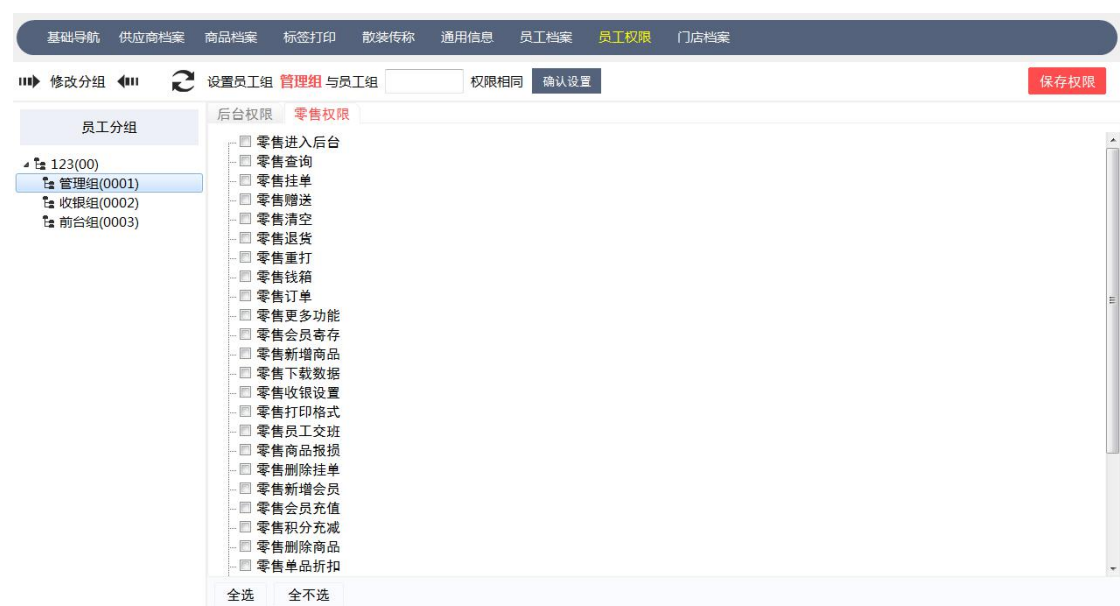 基础导航 供应商档案 商品档案 标签打印 散装传称 通用信息 员工档案 员工权限 门店档案
修改分组 设置员工组 管理组 与员工组 权限相同 确认设置 保存权限
员工分组
123(00)
管理组(0001)
收银组(0002)
前台组(0003)
后台权限 零售权限
零售进入后台
零售查询
零售挂单
零售赠送
零售清空
零售退货
零售重打
零售钱箱
零售订单
零售更多功能
零售会员寄存
零售新增商品
零售下载数据
零售收银设置
零售打印格式
零售员工交班
零售商品报损
零售删除挂单
零售新增会员
零售会员充值
零售积分充减
零售删除商品
零售单品折扣
全选 全不选